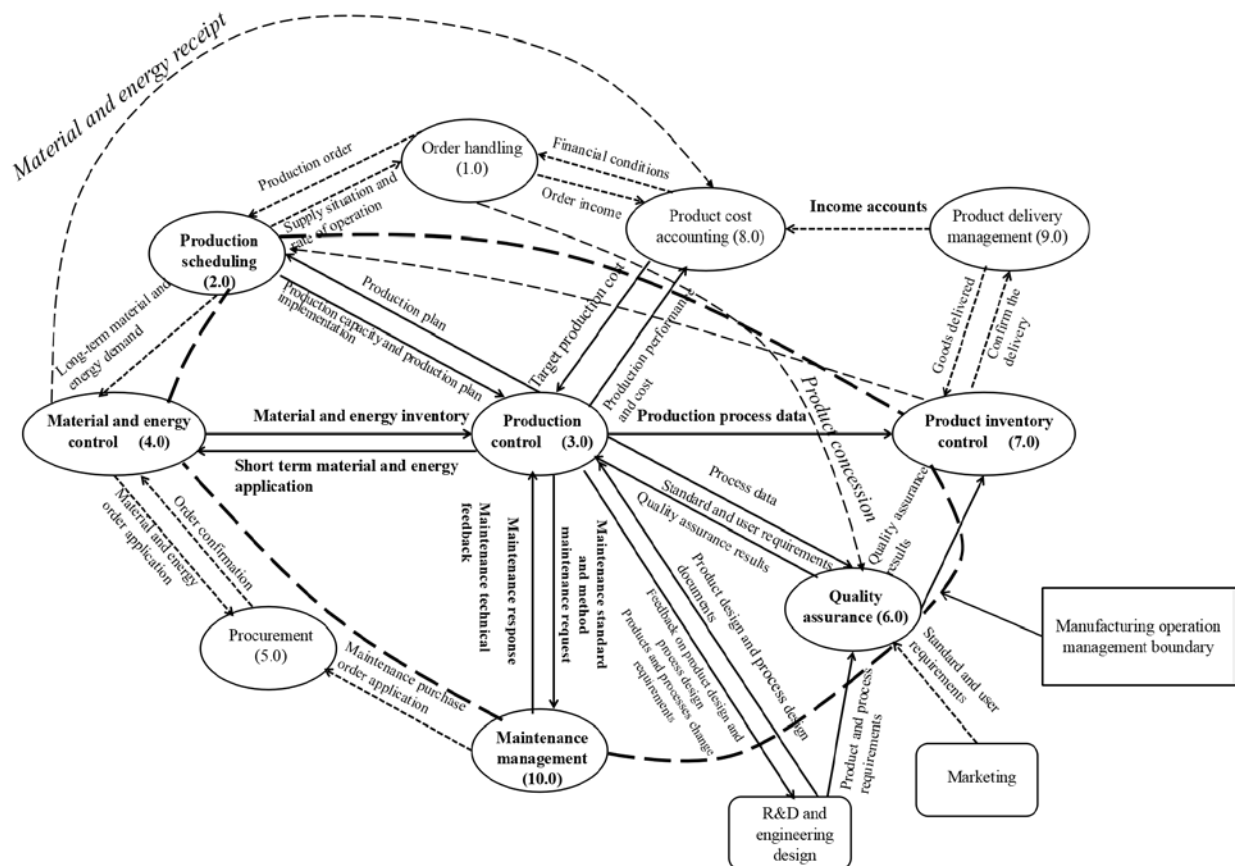 Material and energy receipt
Order handling
(1.0)
Production order
Supply situation and
rate of operation
Financial conditions
Order income
Product cost
accounting (8.0)
Income accounts
Product delivery
management (9.0)
Production
scheduling
(2.0)
Production plan
Production capacity and production plan
implementation
Target production cost
Production performance
and cost
Goods delivered
Confirm the
delivery
Long-term material and
energy demand
Material and energy
control (4.0)
Material and energy inventory
Short term material and energy
application
Production
control (3.0)
Production process data
Product inventory
control (7.0)
Product concession
Process data
Standard and user requirements
Quality assurance results
Quality assurance
results
Quality
assurance (6.0)
Manufacturing operation
management boundary
Order confirmation
Material and energy
order application
Procurement
(5.0)
Maintenance purchase
order application
Maintenance technical
feedback
Maintenance response
Maintenance standard
and method
maintenance request
Maintenance
management
(10.0)
Product design and process design
documents
Feedback on product design and
process design
Products and processes change
requirements
Product and process
requirements
Standard and user
requirements
Marketing
R&D and
engineering
design